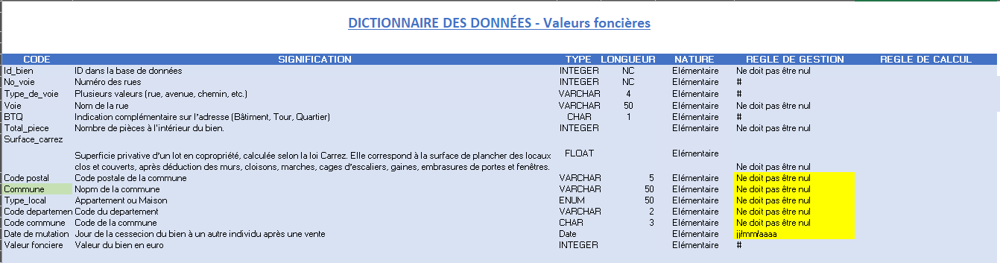 DICTIONNAIRE DES DONNÉES - Valeurs foncières
CODE SIGNIFICATION TYPE LONGUEUR NATURE REGLE DE GESTION REGLE DE CALCUL
Id_bien ID dans la base de données INTEGER NC Elémentaire Ne doit pas être nul
No_voie Numéro des rues INTEGER NC Elémentaire #
Type_de_voie Plusieurs valeurs (rue, avenue, chemin, etc.) VARCHAR 4 Elémentaire #
Voie Nom de la rue VARCHAR 50 Elémentaire Ne doit pas être nul
BTQ Indication complémentaire sur l'adresse (Bâtiment, Tour, Quartier) CHAR 1 Elémentaire #
Total_piece Nombre de pièces à l'intérieur du bien. INTEGER Elémentaire Ne doit pas être nul
Surface_carrez
Superficie privative d'un lot en copropriété, calculée selon la loi Carrez. Elle correspond à la surface de plancher des locaux FLOAT Elémentaire
clos et couverts, après déduction des murs, cloisons, marches, cages d'escaliers, gaines, embrasures de portes et fenêtres. Ne doit pas être nul
Code postal Code postale de la commune VARCHAR 5 Elémentaire Ne doit pas être nul
Commune Nopm de la commune VARCHAR 50 Elémentaire Ne doit pas être nul
Type_local Appartement ou Maison ENUM 50 Elémentaire Ne doit pas être nul
Code departemen Code du departement VARCHAR 2 Elémentaire Ne doit pas être nul
Code commune Code de la commune CHAR 3 Elémentaire Ne doit pas être nul
Date de mutation Jour de la cessecion du bien à un autre individu après une vente Date Elémentaire jj/mm/aaaa
Valeur fonciere Valeur du bien en euro INTEGER Elémentaire #